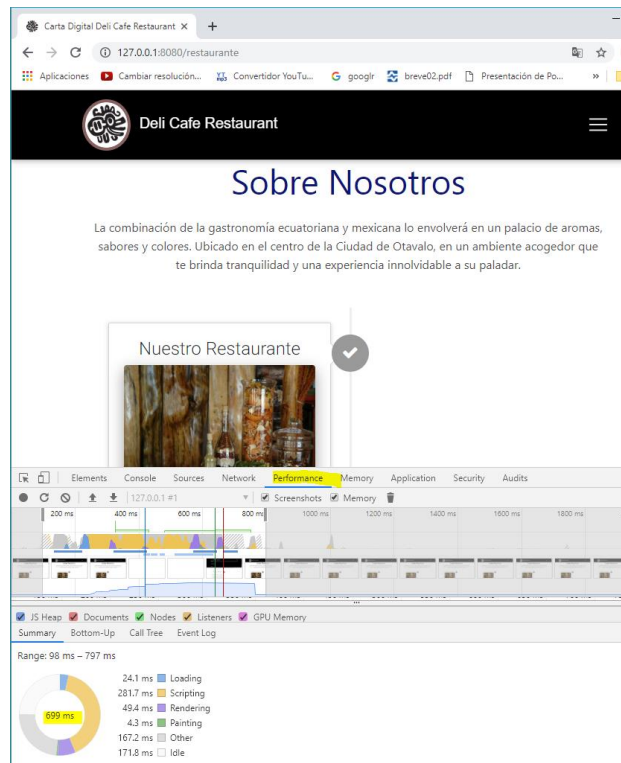 Carta Digital Deli Cafe Restaurant
127.0.0.1:8080/restaurante
Aplicaciones Cambiar resolución... Convertidor YouTu... googlr breve02.pdf Presentación de Po... »
Deli Cafe Restaurant
Sobre Nosotros
La combinación de la gastronomía ecuatoriana y mexicana lo envolverá en un palacio de aromas,
sabores y colores. Ubicado en el centro de la Ciudad de Otavalo, en un ambiente acogedor que
te brinda tranquilidad y una experiencia innolvidable a su paladar.
Nuestro Restaurante
Elements Console Sources Network Performance Memory Application Security Audits
127.0.0.1 #1 Screenshots Memory
200 ms 400 ms 600 ms 800 ms 1000 ms 1200 ms 1400 ms 1600 ms 1800 ms
JS Heap Documents Nodes Listeners GPU Memory
Summary Bottom-Up Call Tree Event Log
Range: 98 ms – 797 ms
24.1 ms Loading
281.7 ms Scripting
49.4 ms Rendering
699 ms
4.3 ms Painting
167.2 ms Other
171.8 ms Idle